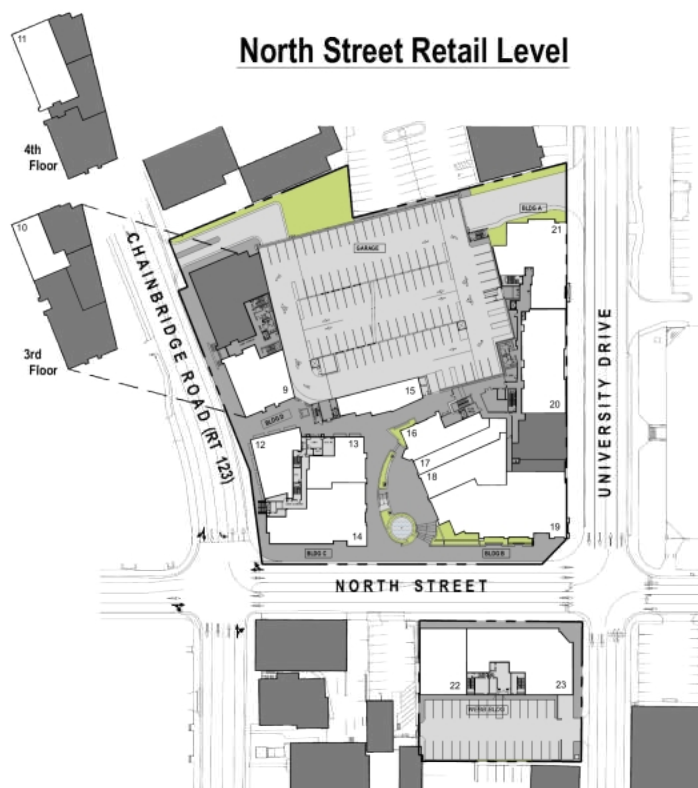 North Street Retail Level
11
4th
Floor
10
3rd
Floor
CHAINBRIDGE ROAD (RT 123)
UNIVERSITY DRIVE
BLDG A
21
GARAGE
9
15
20
BLDG D
16
12
13
17
18
14
19
BLDG C
BLDG B
NORTH STREET
22
23